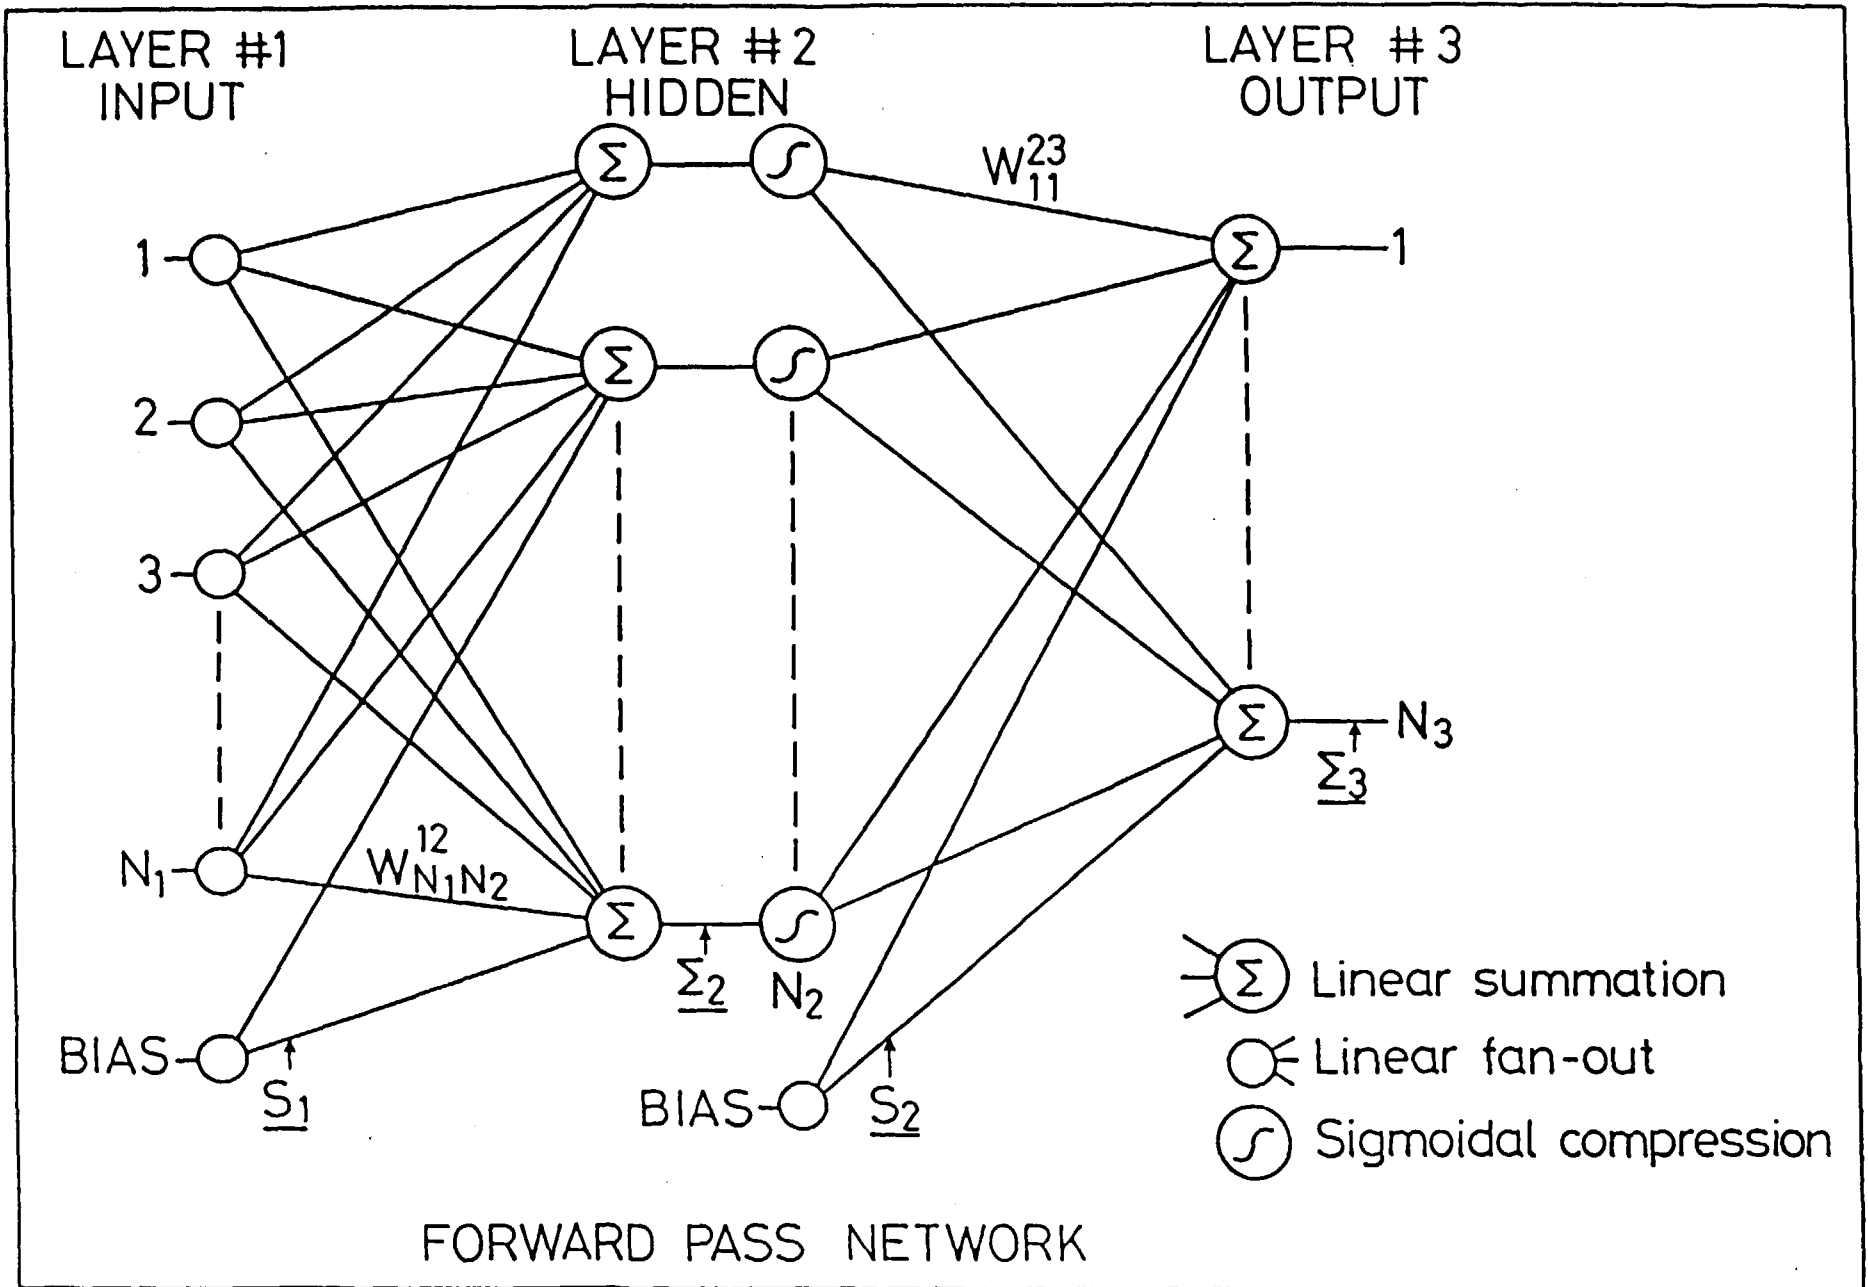 LAYER #1
INPUT
LAYER #2
HIDDEN
LAYER #3
OUTPUT
Σ
∫
W²³₁₁
1
Σ
1
Σ
∫
2
3
Σ
N₃
Σ₃
N₁
W¹²N₁N₂
Σ
∫
Σ₂
N₂
BIAS
S₁
BIAS
S₂
Σ Linear summation
Linear fan-out
∫ Sigmoidal compression
FORWARD PASS NETWORK